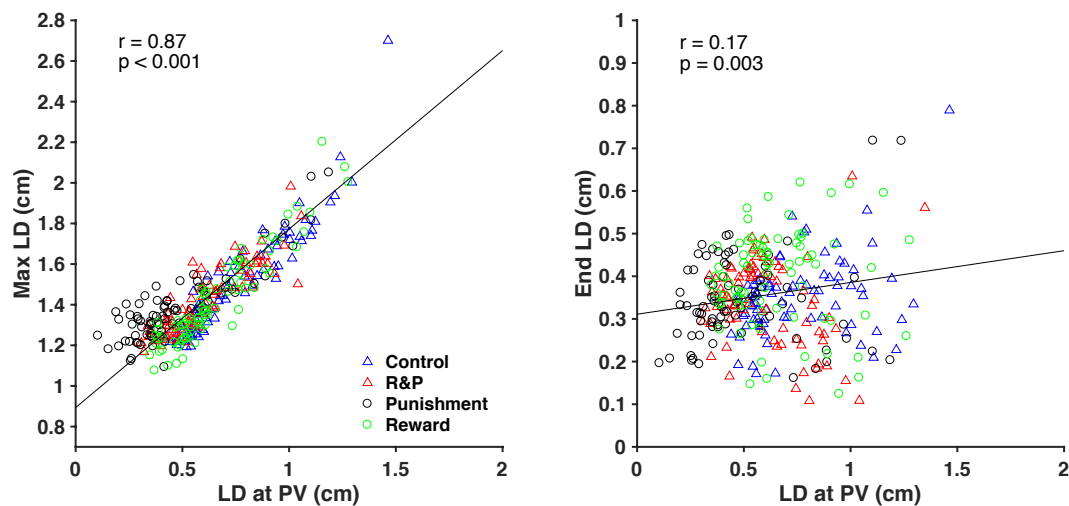 2.8
2.6
2.4
2.2
2
1.8
1.6
1.4
1.2
1
0.8
Max LD (cm)
r = 0.87
p < 0.001
Control
R&P
Punishment
Reward
0
0.5
1
1.5
2
LD at PV (cm)
1
0.9
0.8
0.7
0.6
0.5
0.4
0.3
0.2
0.1
0
End LD (cm)
r = 0.17
p = 0.003
0
0.5
1
1.5
2
LD at PV (cm)